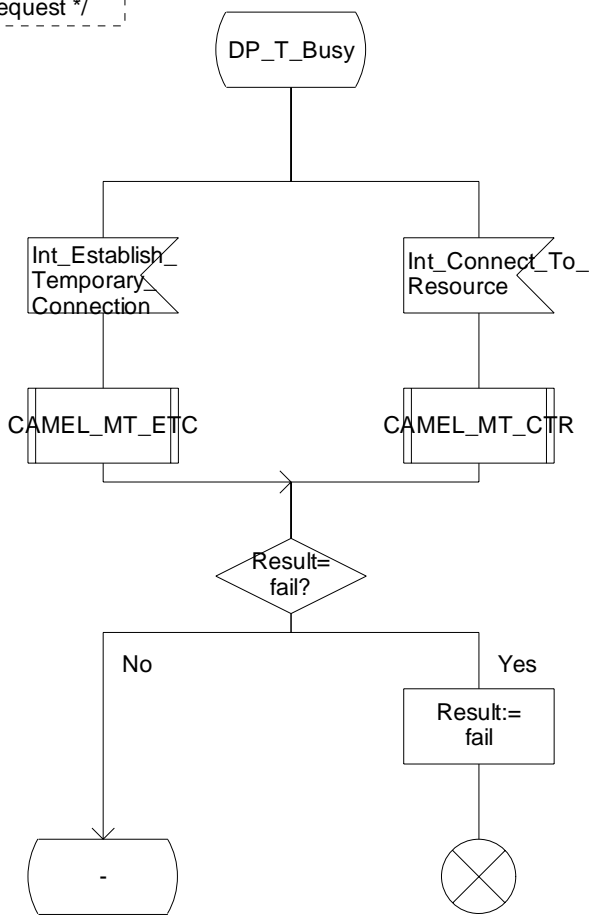 equest */
DP_T_Busy
Int_Establish_
Temporary_
Connection
Int_Connect_To_
Resource
CAMEL_MT_ETC
CAMEL_MT_CTR
Result=
fail?
No
Yes
Result:=
fail
-